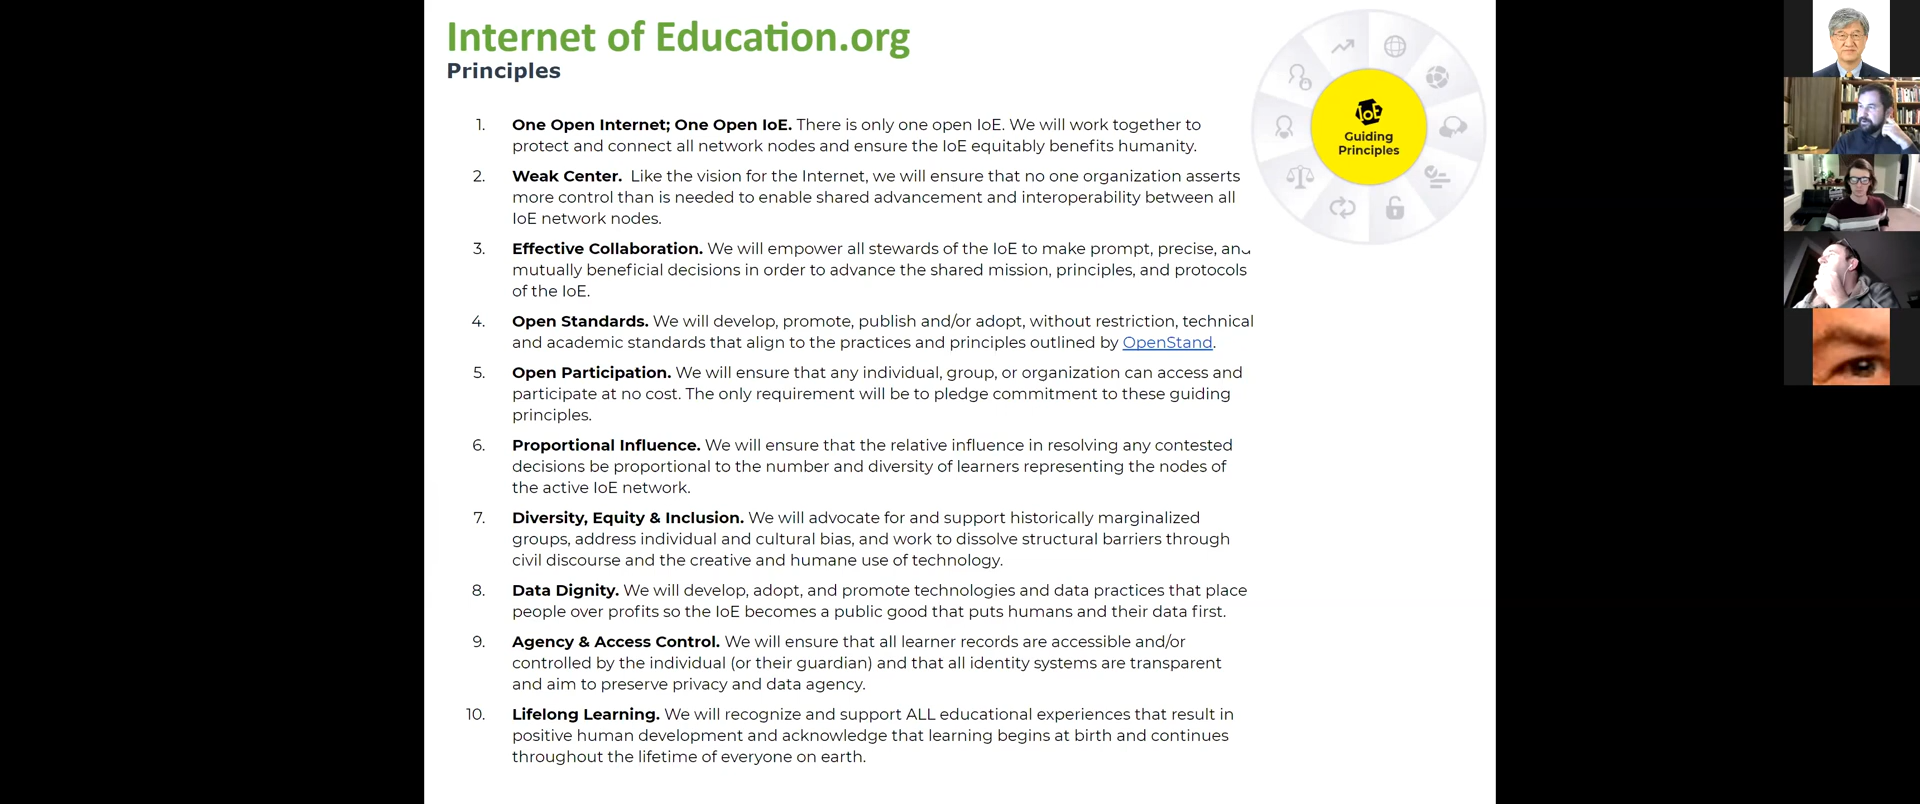 Internet of Education.org
Principles
1. One Open Internet; One Open IoE. There is only one open IoE. We will work together to
protect and connect all network nodes and ensure the IoE equitably benefits humanity.
2. Weak Center. Like the vision for the Internet, we will ensure that no one organization asserts
more control than is needed to enable shared advancement and interoperability between all
IoE network nodes.
3. Effective Collaboration. We will empower all stewards of the IoE to make prompt, precise, and
mutually beneficial decisions in order to advance the shared mission, principles, and protocols
of the IoE.
4. Open Standards. We will develop, promote, publish and/or adopt, without restriction, technical
and academic standards that align to the practices and principles outlined by OpenStand.
5. Open Participation. We will ensure that any individual, group, or organization can access and
participate at no cost. The only requirement will be to pledge commitment to these guiding
principles.
6. Proportional Influence. We will ensure that the relative influence in resolving any contested
decisions be proportional to the number and diversity of learners representing the nodes of
the active IoE network.
7. Diversity, Equity & Inclusion. We will advocate for and support historically marginalized
groups, address individual and cultural bias, and work to dissolve structural barriers through
civil discourse and the creative and humane use of technology.
8. Data Dignity. We will develop, adopt, and promote technologies and data practices that place
people over profits so the IoE becomes a public good that puts humans and their data first.
9. Agency & Access Control. We will ensure that all learner records are accessible and/or
controlled by the individual (or their guardian) and that all identity systems are transparent
and aim to preserve privacy and data agency.
10. Lifelong Learning. We will recognize and support ALL educational experiences that result in
positive human development and acknowledge that learning begins at birth and continues
throughout the lifetime of everyone on earth.
IoE
Guiding
Principles